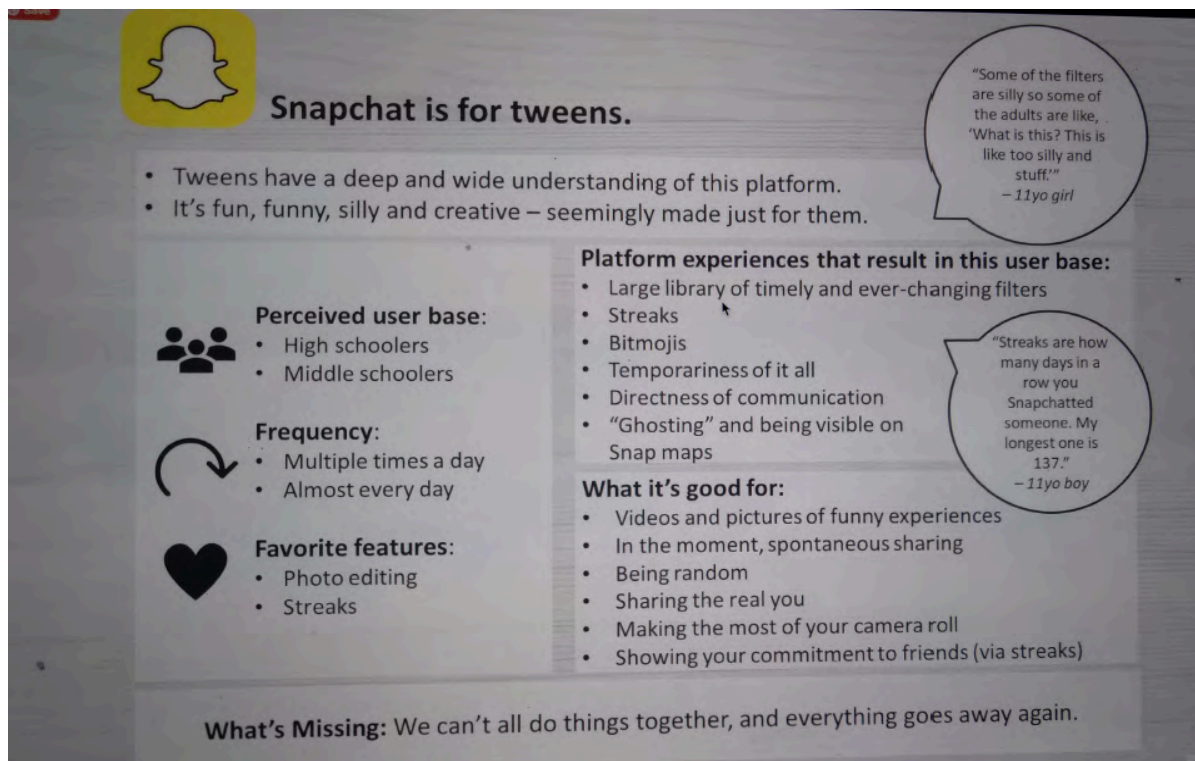 Save
Snapchat is for tweens.
• Tweens have a deep and wide understanding of this platform.
• It's fun, funny, silly and creative – seemingly made just for them.
"Some of the filters
are silly so some of
the adults are like,
'What is this? This is
like too silly and
stuff.'"
– 11yo girl
Perceived user base:
• High schoolers
• Middle schoolers
Frequency:
• Multiple times a day
• Almost every day
Favorite features:
• Photo editing
• Streaks
Platform experiences that result in this user base:
• Large library of timely and ever-changing filters
• Streaks
• Bitmojis
• Temporariness of it all
• Directness of communication
• "Ghosting" and being visible on
Snap maps
"Streaks are how
many days in a
row you
Snapchatted
someone. My
longest one is
137."
– 11yo boy
What it's good for:
• Videos and pictures of funny experiences
• In the moment, spontaneous sharing
• Being random
• Sharing the real you
• Making the most of your camera roll
• Showing your commitment to friends (via streaks)
What's Missing: We can't all do things together, and everything goes away again.